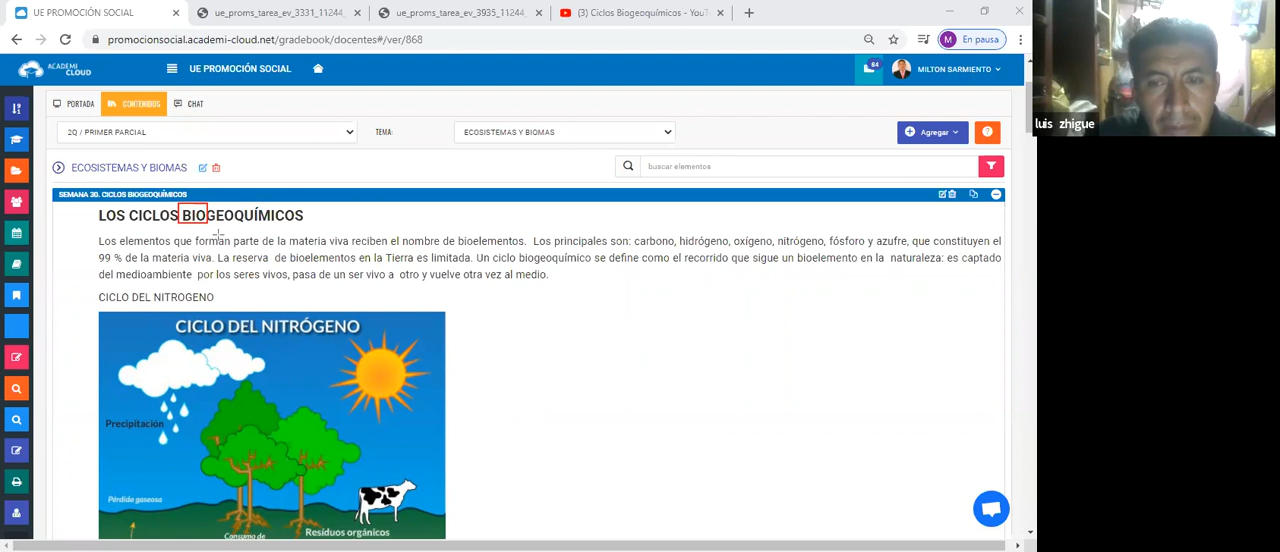 UE PROMOCIÓN SOCIAL
ue_proms_tarea_ev_3331_11244_
ue_proms_tarea_ev_3935_11244_
(3) Ciclos Biogeoquímicos - YouT
promocionsocial.academi-cloud.net/gradebook/docentes#/ver/868
M
En pausa
ACADEMI
CLOUD
UE PROMOCIÓN SOCIAL
84
MILTON SARMIENTO
luis zhigue
PORTADA
CONTENIDOS
CHAT
2Q / PRIMER PARCIAL
TEMA:
ECOSISTEMAS Y BIOMAS
Agregar
ECOSISTEMAS Y BIOMAS
buscar elementos
SEMANA 30. CICLOS BIOGEOQUÍMICOS
LOS CICLOS BIOGEOQUÍMICOS
Los elementos que forman parte de la materia viva reciben el nombre de bioelementos. Los principales son: carbono, hidrógeno, oxígeno, nitrógeno, fósforo y azufre, que constituyen el
99 % de la materia viva. La reserva de bioelementos en la Tierra es limitada. Un ciclo biogeoquímico se define como el recorrido que sigue un bioelemento en la naturaleza: es captado
del medioambiente por los seres vivos, pasa de un ser vivo a otro y vuelve otra vez al medio.
CICLO DEL NITROGENO
CICLO DEL NITRÓGENO
Precipitación
Pérdida gaseosa
Residuos orgánicos
Consumo de